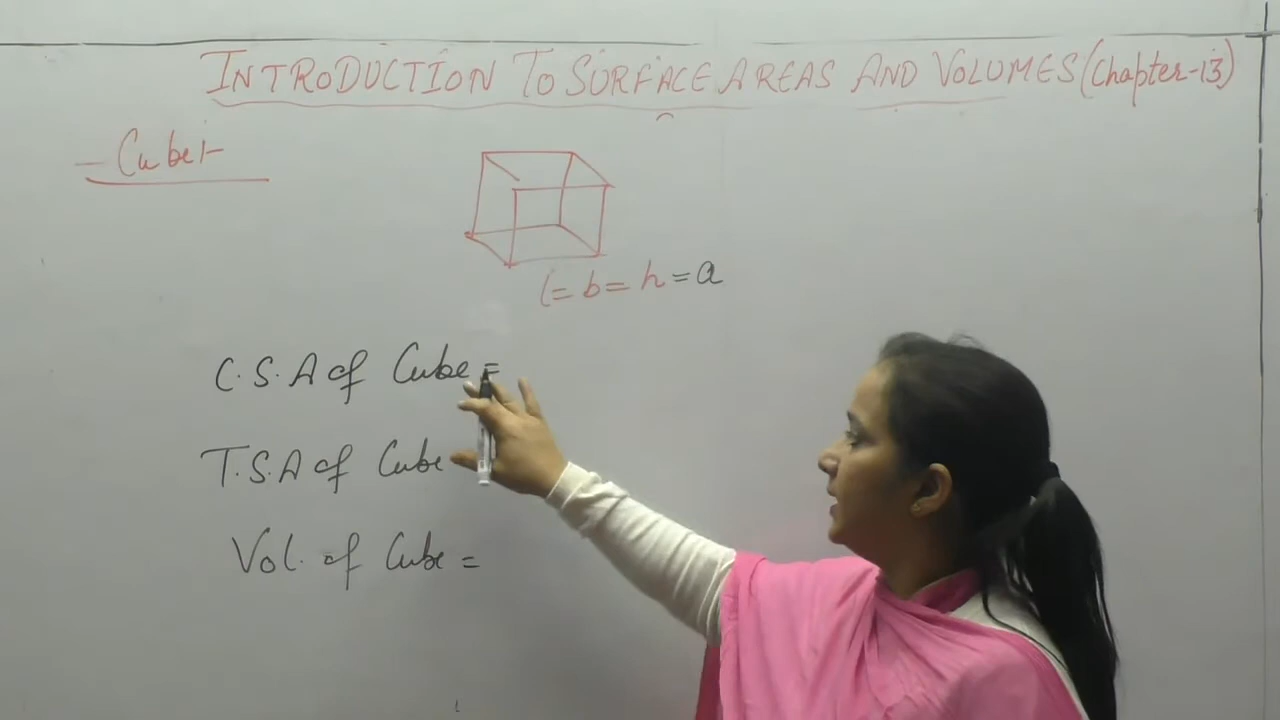 INTRODUCTION TO SURFACE AREAS AND VOLUMES (Chapter-13)
- Cube :-
l = b = h = a
C.S.A of Cube =
T.S.A of Cube
Vol. of Cube =